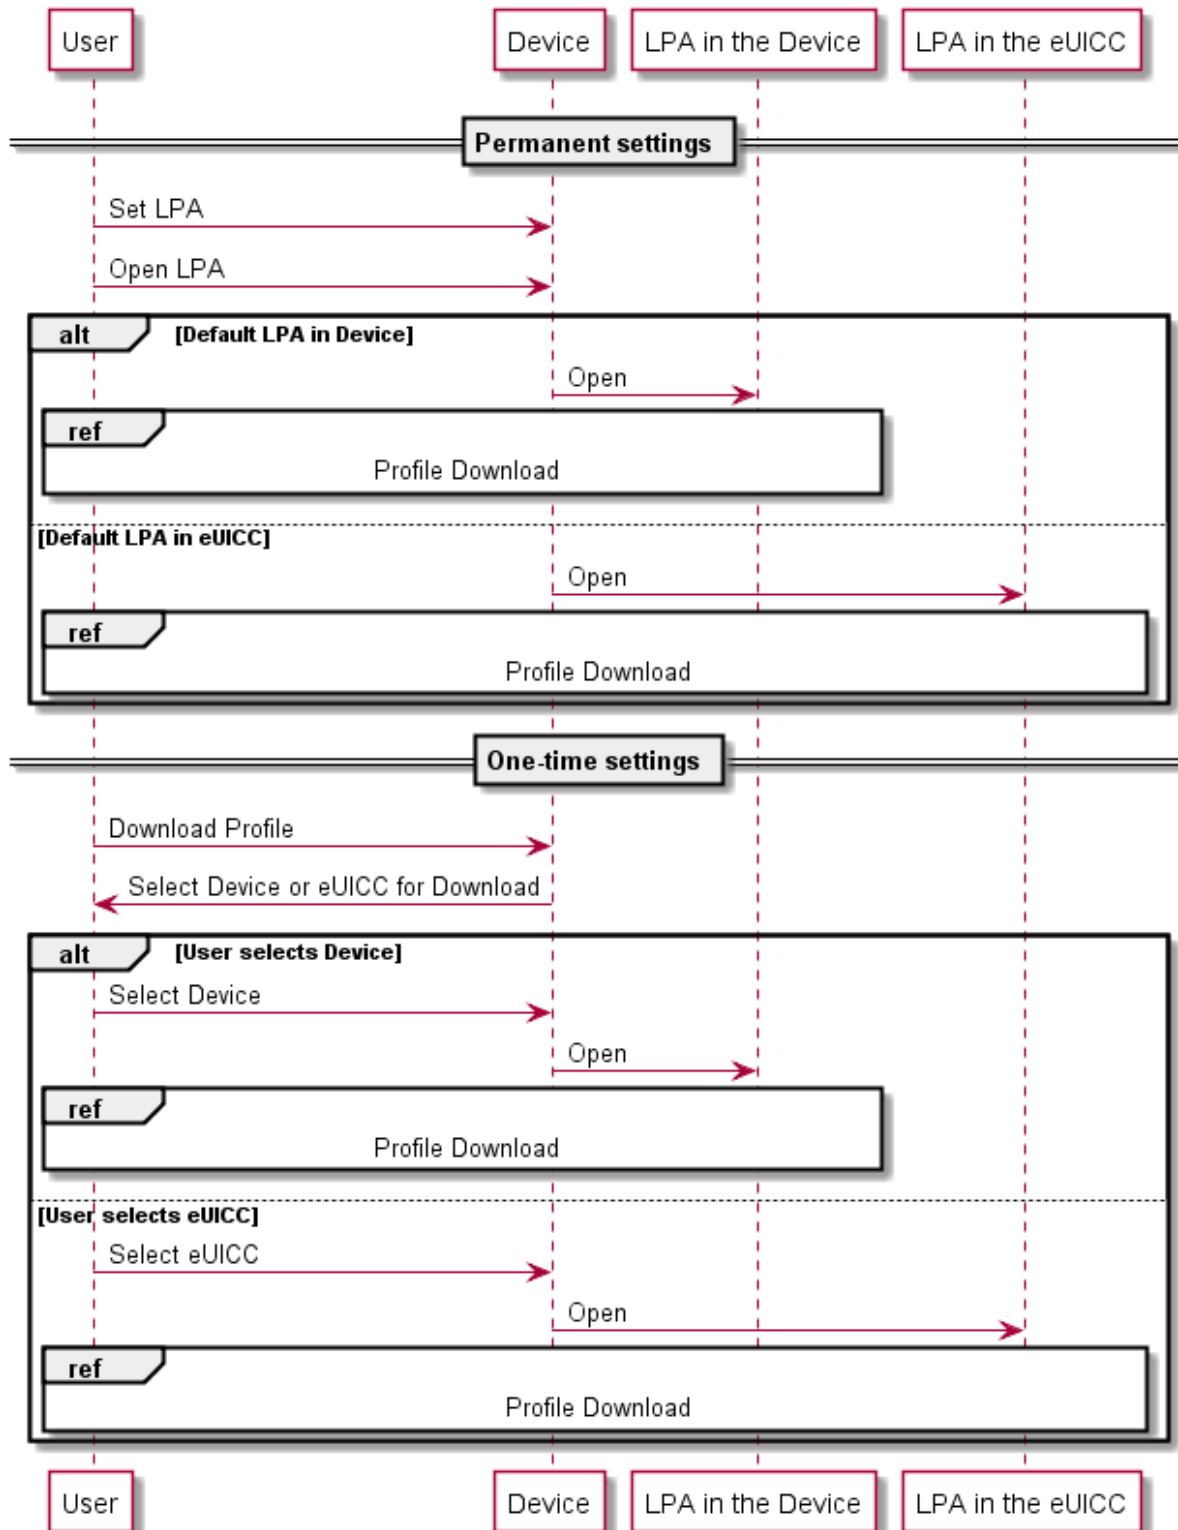 User
Device
LPA in the Device
LPA in the eUICC
Permanent settings
Set LPA
Open LPA
alt
[Default LPA in Device]
Open
ref
Profile Download
[Default LPA in eUICC]
Open
ref
Profile Download
One-time settings
Download Profile
Select Device or eUICC for Download
alt
[User selects Device]
Select Device
Open
ref
Profile Download
[User selects eUICC]
Select eUICC
Open
ref
Profile Download
User
Device
LPA in the Device
LPA in the eUICC